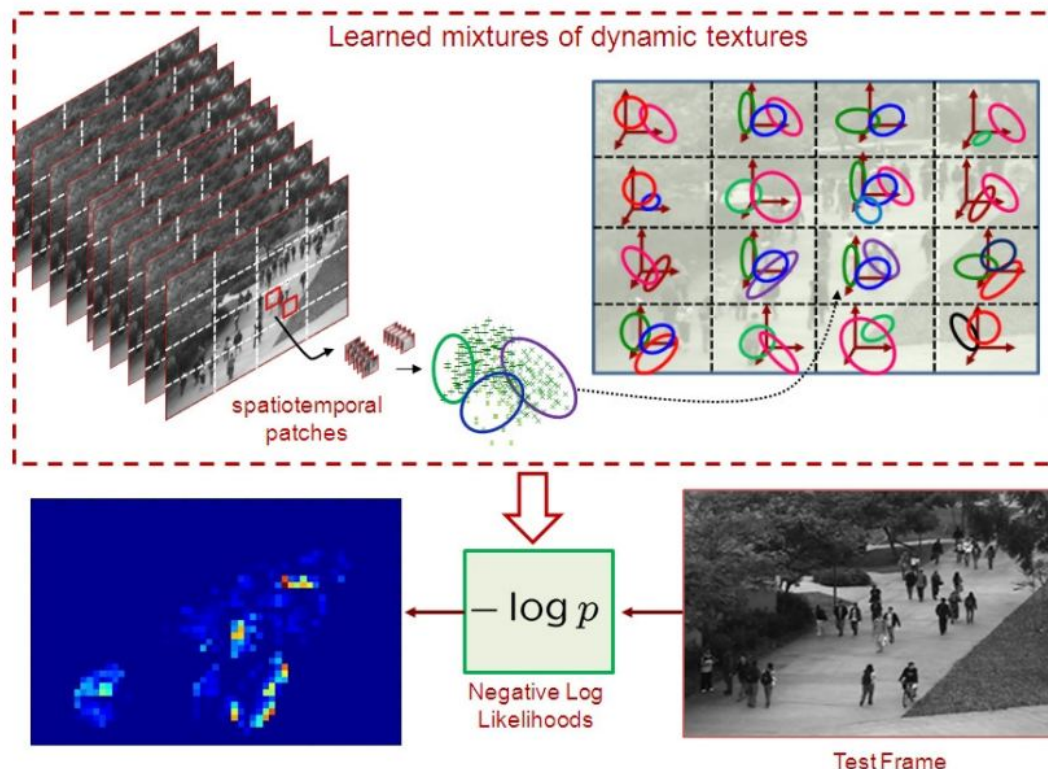 Learned mixtures of dynamic textures
spatiotemporal
patches
− log p
Negative Log
Likelihoods
Test Frame